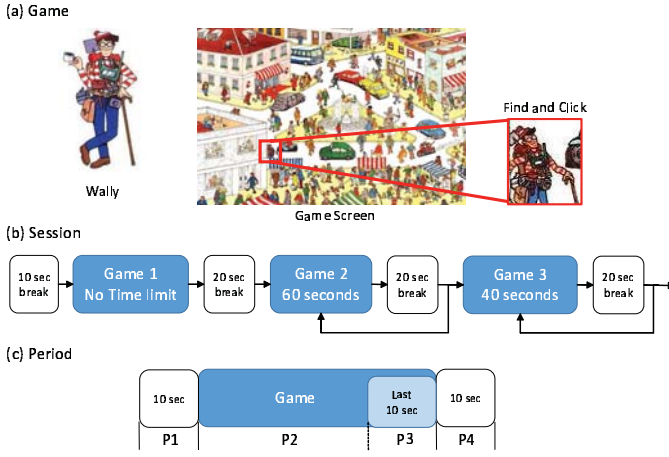 (a) Game
Find and Click
Wally
Game Screen
(b) Session
10 sec
break
Game 1
No Time limit
20 sec
break
Game 2
60 seconds
20 sec
break
Game 3
40 seconds
20 sec
break
(c) Period
10 sec
Game
Last
10 sec
10 sec
P1
P2
P3
P4